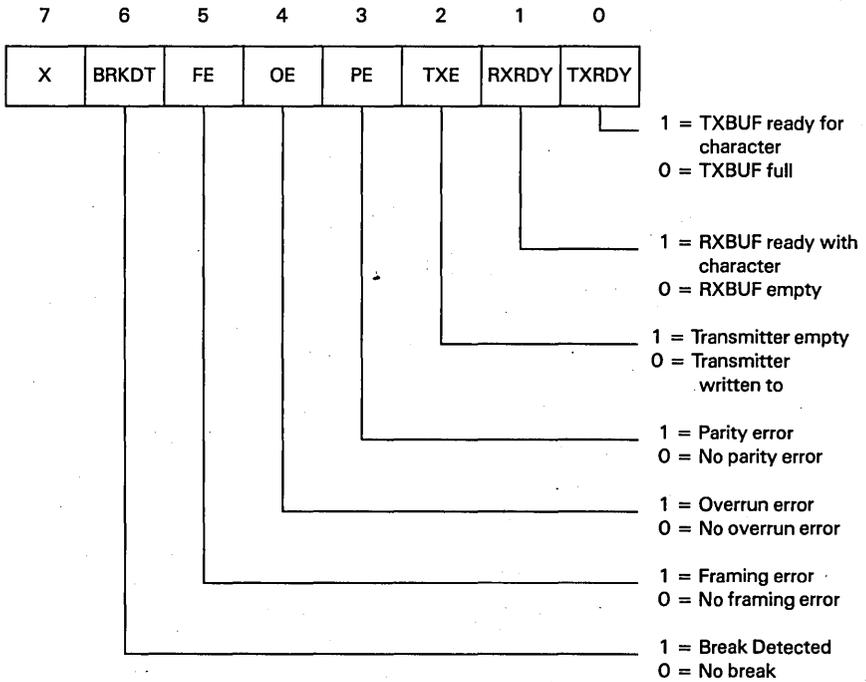 7 6 5 4 3 2 1 0
X BRKDT FE OE PE TXE RXRDY TXRDY
1 = TXBUF ready for
character
0 = TXBUF full
1 = RXBUF ready with
character
0 = RXBUF empty
1 = Transmitter empty
0 = Transmitter
written to
1 = Parity error
0 = No parity error
1 = Overrun error
0 = No overrun error
1 = Framing error
0 = No framing error
1 = Break Detected
0 = No break